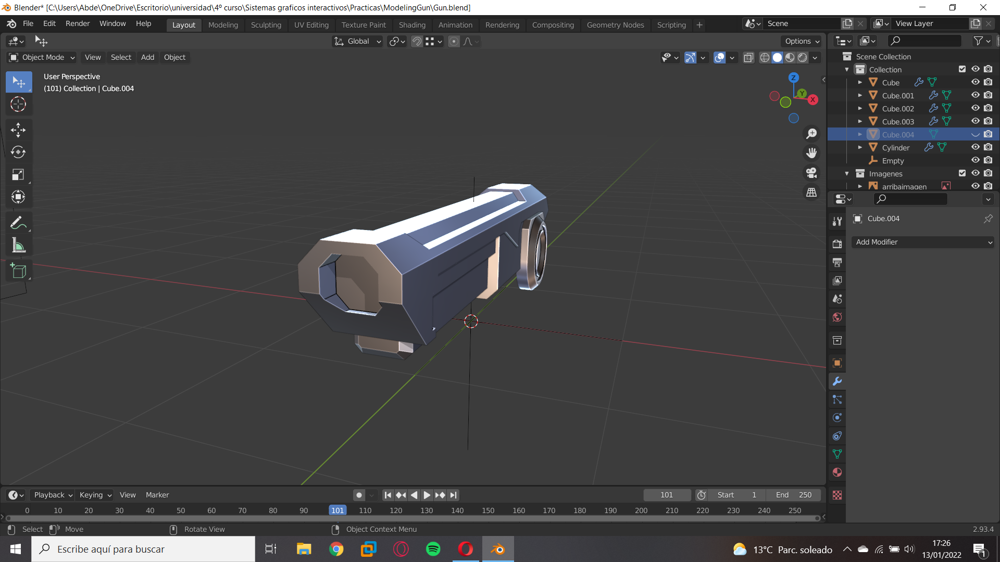 Blender* [C:\Users\Abde\OneDrive\Escritorio\universidad\4º curso\Sistemas graficos interactivos\Practicas\ModelingGun\Gun.blend]
File Edit Render Window Help Layout Modeling Sculpting UV Editing Texture Paint Shading Animation Rendering Compositing Geometry Nodes Scripting + Scene View Layer
Global Options
Object Mode View Select Add Object
User Perspective
(101) Collection | Cube.004
Z
Y
X
Scene Collection
Collection
Cube
Cube.001
Cube.002
Cube.003
Cube.004
Cylinder
Empty
Imagenes
arribaimagen
Cube.004
Add Modifier
Playback Keying View Marker 101 Start 1 End 250
0 10 20 30 40 50 60 70 80 90 101 110 120 130 140 150 160 170 180 190 200 210 220 230 240 250
Select Move Rotate View Object Context Menu 2.93.4
Escribe aquí para buscar
13°C Parc. soleado
17:26
13/01/2022
1